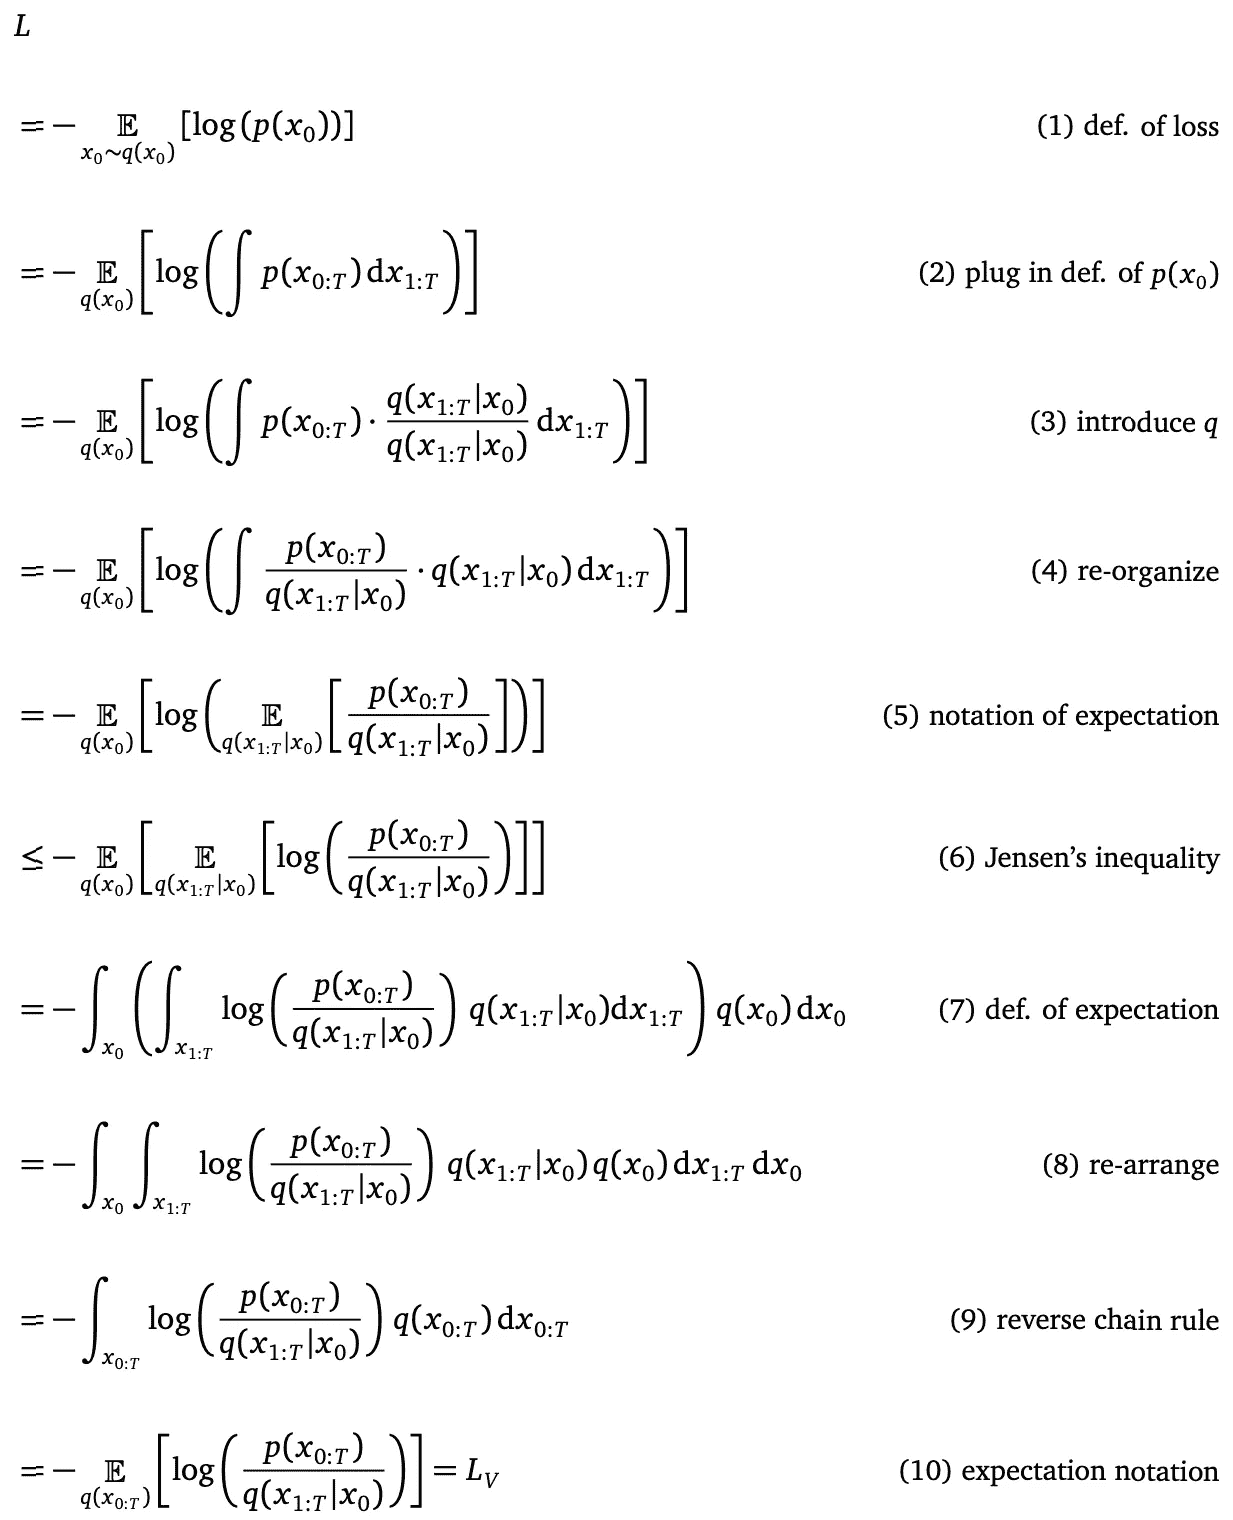 L
= − 𝔼_{x_0∼q(x_0)} [log(p(x_0))] (1) def. of loss
= − 𝔼_{q(x_0)} [log(∫ p(x_{0:T}) dx_{1:T})] (2) plug in def. of p(x_0)
= − 𝔼_{q(x_0)} [log(∫ p(x_{0:T}) · \frac{q(x_{1:T}|x_0)}{q(x_{1:T}|x_0)} dx_{1:T})] (3) introduce q
= − 𝔼_{q(x_0)} [log(∫ \frac{p(x_{0:T})}{q(x_{1:T}|x_0)} · q(x_{1:T}|x_0) dx_{1:T})] (4) re-organize
= − 𝔼_{q(x_0)} [log(𝔼_{q(x_{1:T}|x_0)} [\frac{p(x_{0:T})}{q(x_{1:T}|x_0)}])] (5) notation of expectation
≤ − 𝔼_{q(x_0)} [𝔼_{q(x_{1:T}|x_0)} [log(\frac{p(x_{0:T})}{q(x_{1:T}|x_0)})]] (6) Jensen's inequality
= − ∫_{x_0} (∫_{x_{1:T}} log(\frac{p(x_{0:T})}{q(x_{1:T}|x_0)}) q(x_{1:T}|x_0)dx_{1:T}) q(x_0) dx_0 (7) def. of expectation
= − ∫_{x_0} ∫_{x_{1:T}} log(\frac{p(x_{0:T})}{q(x_{1:T}|x_0)}) q(x_{1:T}|x_0) q(x_0) dx_{1:T} dx_0 (8) re-arrange
= − ∫_{x_{0:T}} log(\frac{p(x_{0:T})}{q(x_{1:T}|x_0)}) q(x_{0:T}) dx_{0:T} (9) reverse chain rule
= − 𝔼_{q(x_{0:T})} [log(\frac{p(x_{0:T})}{q(x_{1:T}|x_0)})] = L_V (10) expectation notation